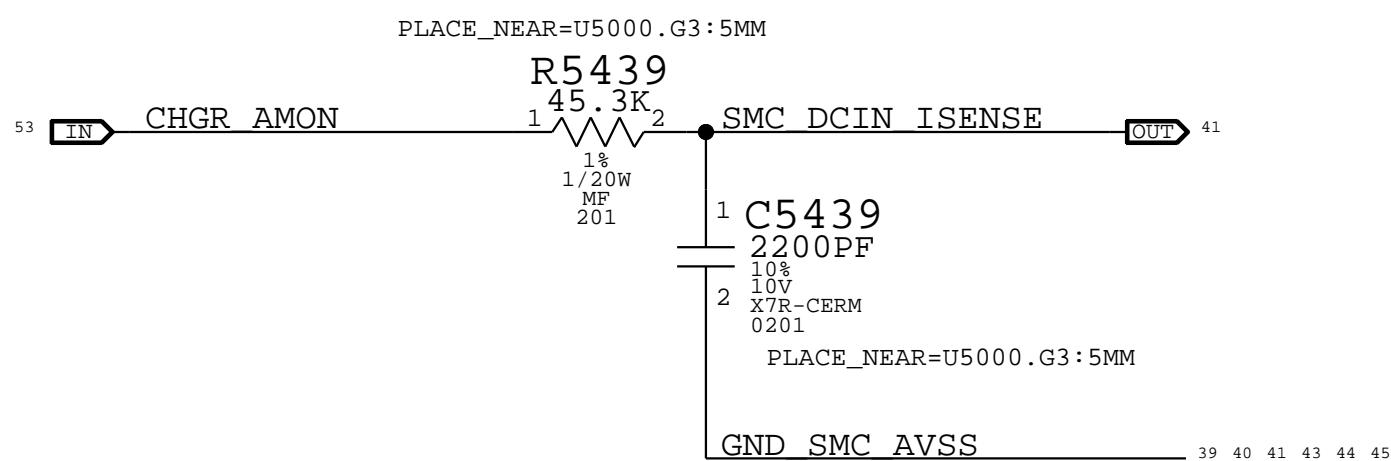 PLACE_NEAR=U5000.G3:5MM
R5439
45.3K
1 2
53 IN CHGR_AMON SMC_DCIN_ISENSE OUT 41
1%
1/20W
MF
201
1 C5439
2200PF
10%
10V
2 X7R-CERM
0201
PLACE_NEAR=U5000.G3:5MM
GND_SMC_AVSS 39 40 41 43 44 45